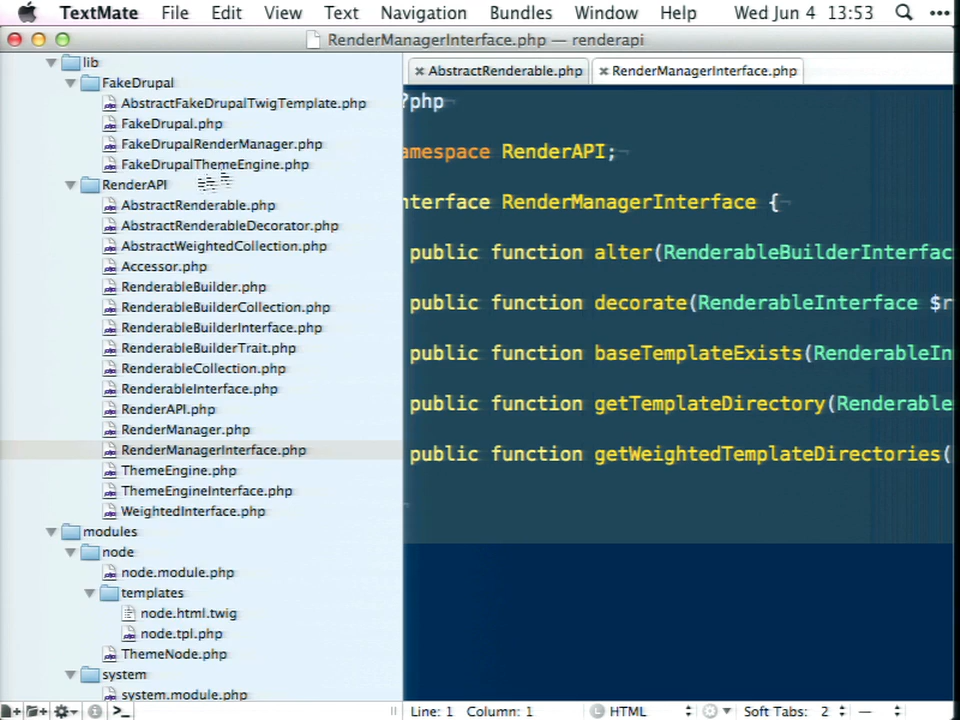 TextMate File Edit View Text Navigation Bundles Window Help Wed Jun 4 13:53
RenderManagerInterface.php — renderapi
lib
FakeDrupal
AbstractFakeDrupalTwigTemplate.php
FakeDrupal.php
FakeDrupalRenderManager.php
FakeDrupalThemeEngine.php
RenderAPI
AbstractRenderable.php
AbstractRenderableDecorator.php
AbstractWeightedCollection.php
Accessor.php
RenderableBuilder.php
RenderableBuilderCollection.php
RenderableBuilderInterface.php
RenderableBuilderTrait.php
RenderableCollection.php
RenderableInterface.php
RenderAPI.php
RenderManager.php
RenderManagerInterface.php
ThemeEngine.php
ThemeEngineInterface.php
WeightedInterface.php
modules
node
node.module.php
templates
node.html.twig
node.tpl.php
ThemeNode.php
system
system.module.php
AbstractRenderable.php RenderManagerInterface.php
?php
amespace RenderAPI;
nterface RenderManagerInterface {
public function alter(RenderableBuilderInterfac
public function decorate(RenderableInterface $r
public function baseTemplateExists(RenderableIn
public function getTemplateDirectory(Renderable
public function getWeightedTemplateDirectories(
Line: 1 Column: 1 HTML Soft Tabs: 2 —